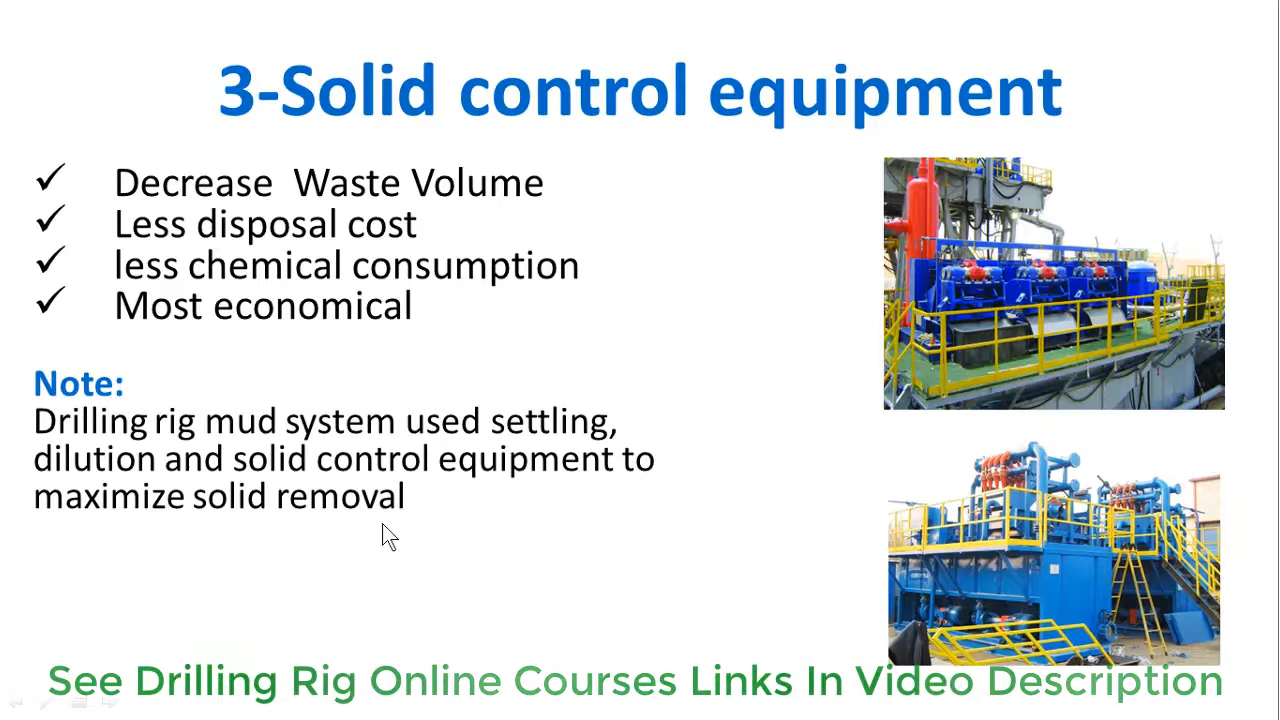 3-Solid control equipment
✓ Decrease  Waste Volume
✓ Less disposal cost
✓ less chemical consumption
✓ Most economical
Note:
Drilling rig mud system used settling,
dilution and solid control equipment to
maximize solid removal
See Drilling Rig Online Courses Links In Video Description